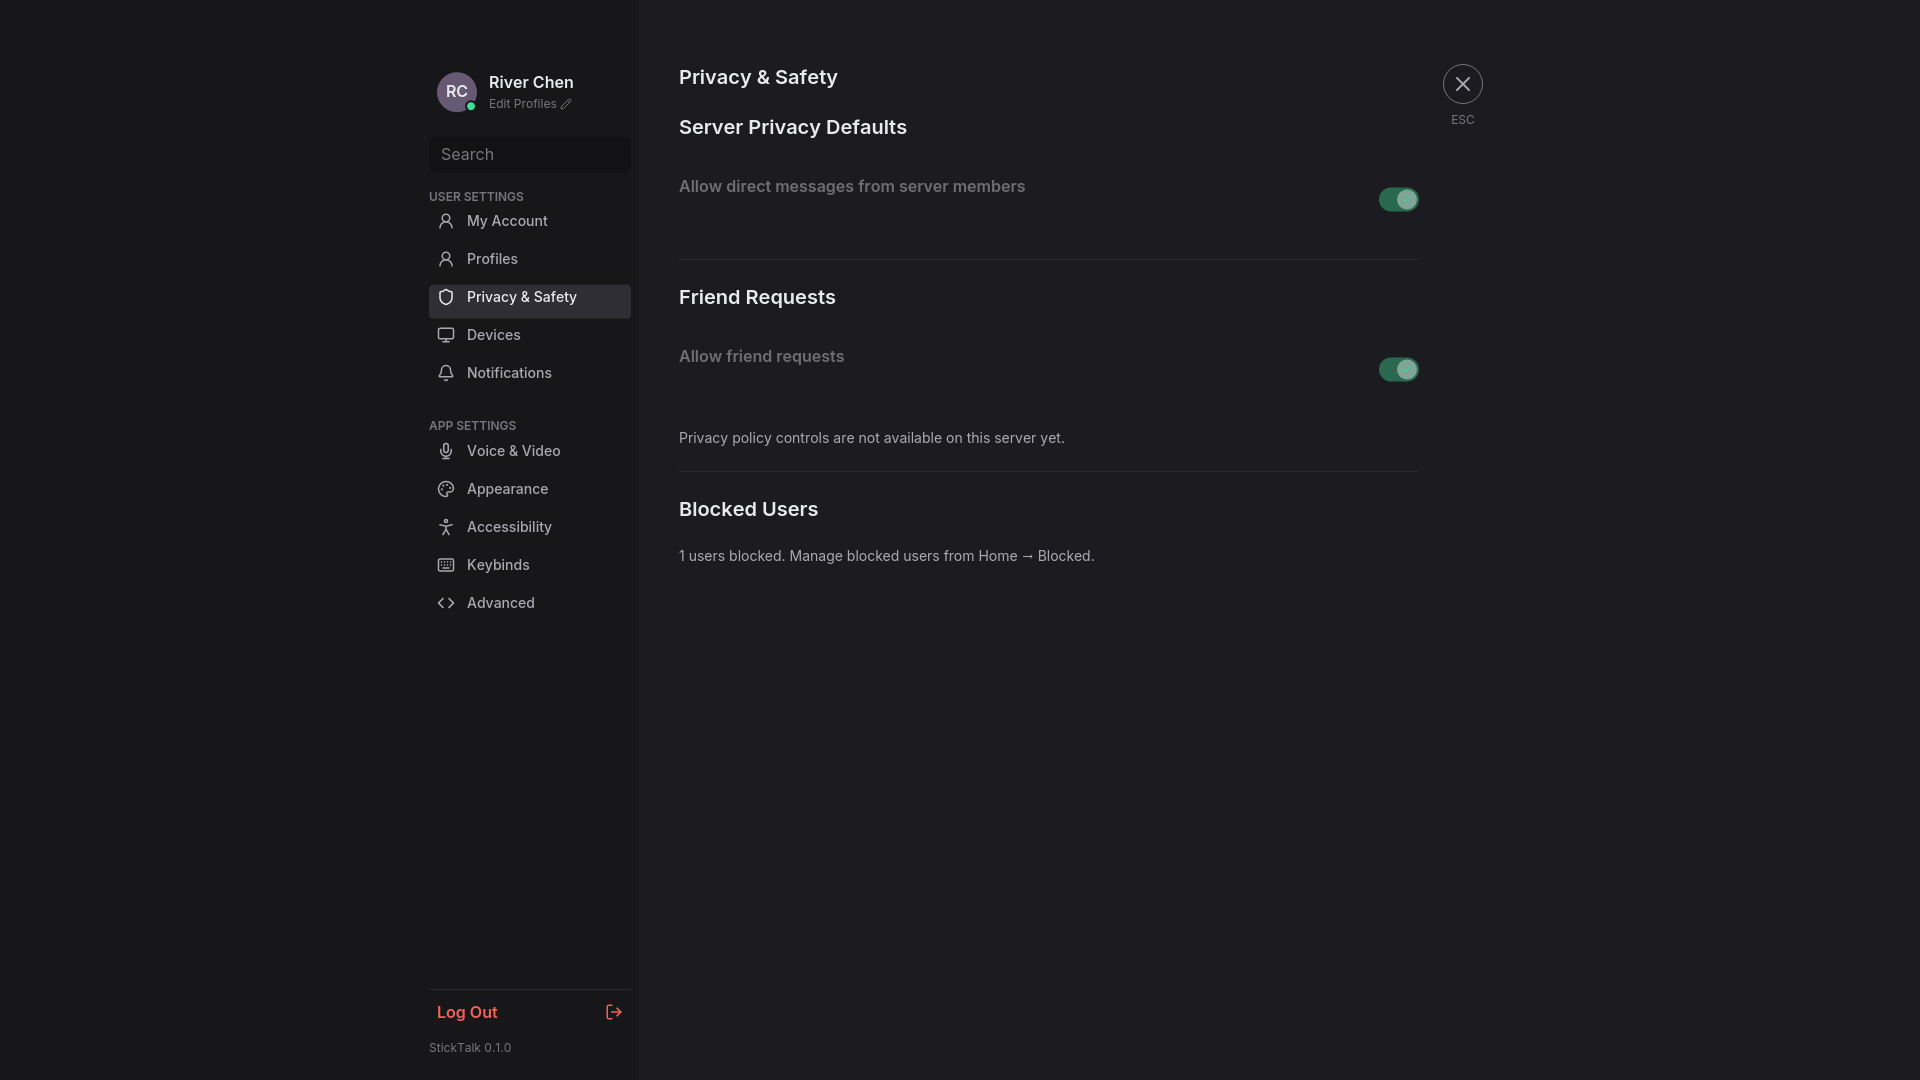 RC
River Chen
Edit Profiles
Search
USER SETTINGS
My Account
Profiles
Privacy & Safety
Devices
Notifications
APP SETTINGS
Voice & Video
Appearance
Accessibility
Keybinds
Advanced
Log Out
StickTalk 0.1.0
Privacy & Safety
Server Privacy Defaults
Allow direct messages from server members
Friend Requests
Allow friend requests
Privacy policy controls are not available on this server yet.
Blocked Users
1 users blocked. Manage blocked users from Home → Blocked.
ESC